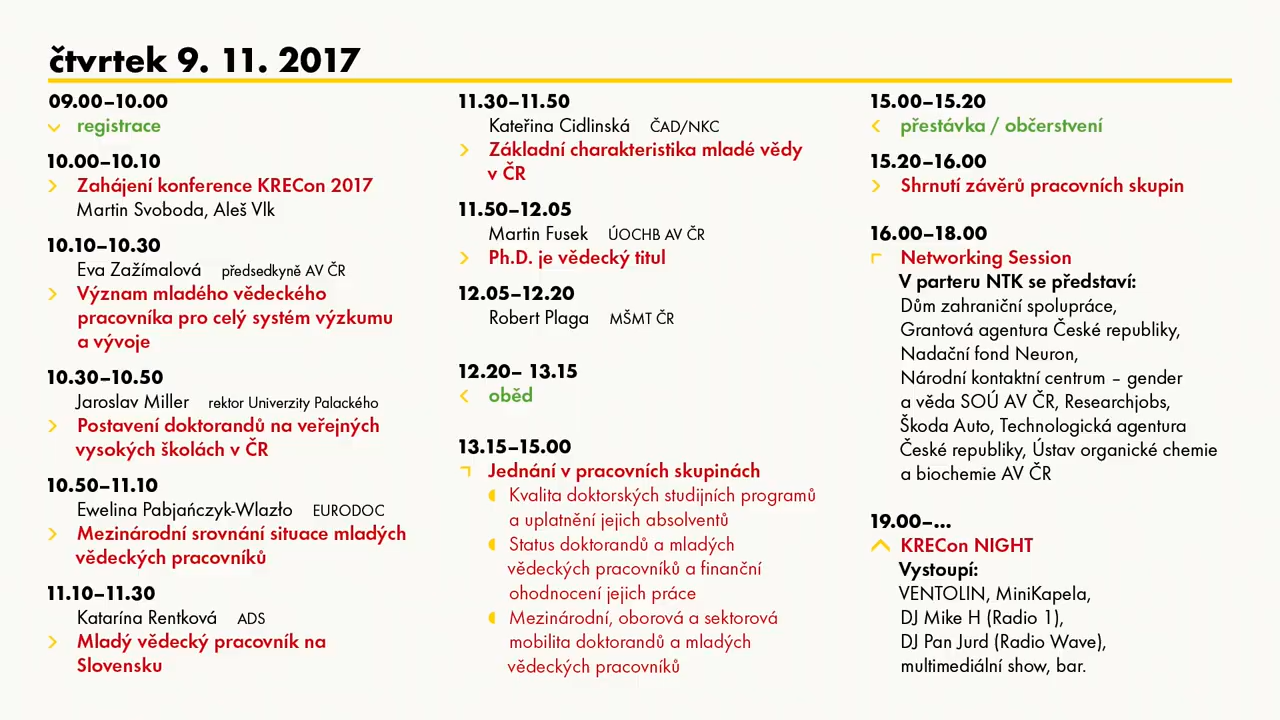 čtvrtek 9. 11. 2017
09.00–10.00
registrace
10.00–10.10
Zahájení konference KRECon 2017
Martin Svoboda, Aleš Vlk
10.10–10.30
Eva Zažímalová předsedkyně AV ČR
Význam mladého vědeckého
pracovníka pro celý systém výzkumu
a vývoje
10.30–10.50
Jaroslav Miller rektor Univerzity Palackého
Postavení doktorandů na veřejných
vysokých školách v ČR
10.50–11.10
Ewelina Pabjańczyk-Wlazło EURODOC
Mezinárodní srovnání situace mladých
vědeckých pracovníků
11.10–11.30
Katarína Rentková ADS
Mladý vědecký pracovník na
Slovensku
11.30–11.50
Kateřina Cidlinská ČAD/NKC
Základní charakteristika mladé vědy
v ČR
11.50–12.05
Martin Fusek ÚOCHB AV ČR
Ph.D. je vědecký titul
12.05–12.20
Robert Plaga MŠMT ČR
12.20– 13.15
oběd
13.15–15.00
Jednání v pracovních skupinách
Kvalita doktorských studijních programů
a uplatnění jejich absolventů
Status doktorandů a mladých
vědeckých pracovníků a finanční
ohodnocení jejich práce
Mezinárodní, oborová a sektorová
mobilita doktorandů a mladých
vědeckých pracovníků
15.00–15.20
přestávka / občerstvení
15.20–16.00
Shrnutí závěrů pracovních skupin
16.00–18.00
Networking Session
V parteru NTK se představí:
Dům zahraniční spolupráce,
Grantová agentura České republiky,
Nadační fond Neuron,
Národní kontaktní centrum – gender
a věda SOÚ AV ČR, Researchjobs,
Škoda Auto, Technologická agentura
České republiky, Ústav organické chemie
a biochemie AV ČR
19.00–...
KRECon NIGHT
Vystoupí:
VENTOLIN, MiniKapela,
DJ Mike H (Radio 1),
DJ Pan Jurd (Radio Wave),
multimediální show, bar.